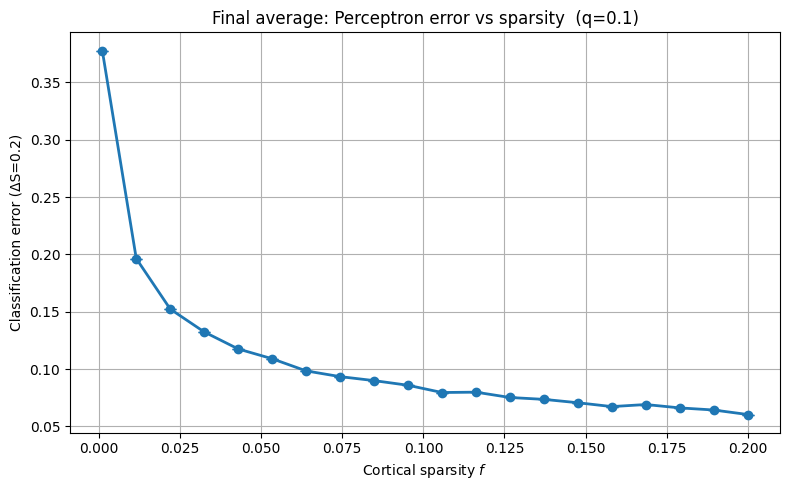 Final average: Perceptron error vs sparsity  (q=0.1)
Classification error (ΔS=0.2)
0.35
0.30
0.25
0.20
0.15
0.10
0.05
0.000 0.025 0.050 0.075 0.100 0.125 0.150 0.175 0.200
Cortical sparsity f